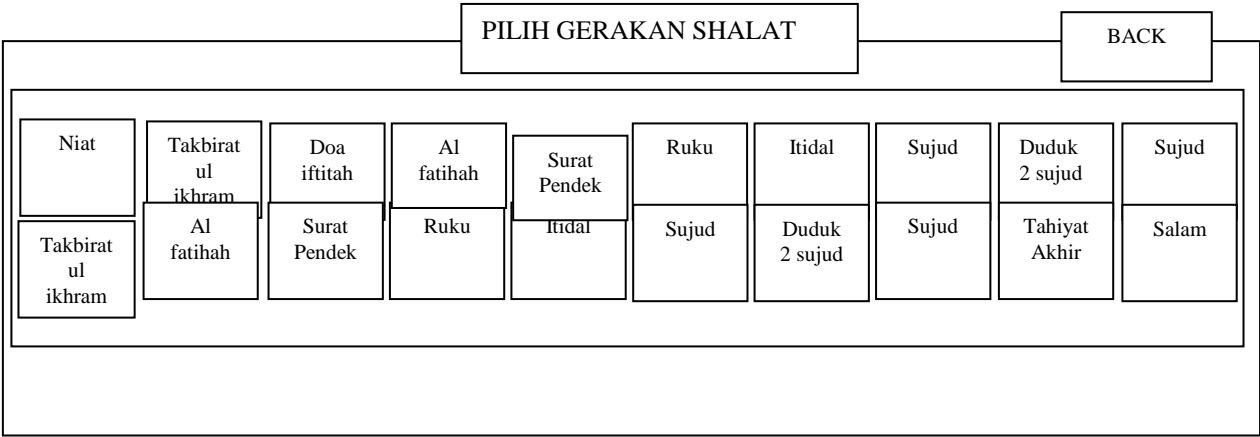 PILIH GERAKAN SHALAT
BACK
Niat
Takbirat
ul
ikhram
Doa
iftitah
Al
fatihah
Surat
Pendek
Ruku
Itidal
Sujud
Duduk
2 sujud
Sujud
Takbirat
ul
ikhram
Al
fatihah
Surat
Pendek
Ruku
Itidal
Sujud
Duduk
2 sujud
Sujud
Tahiyat
Akhir
Salam